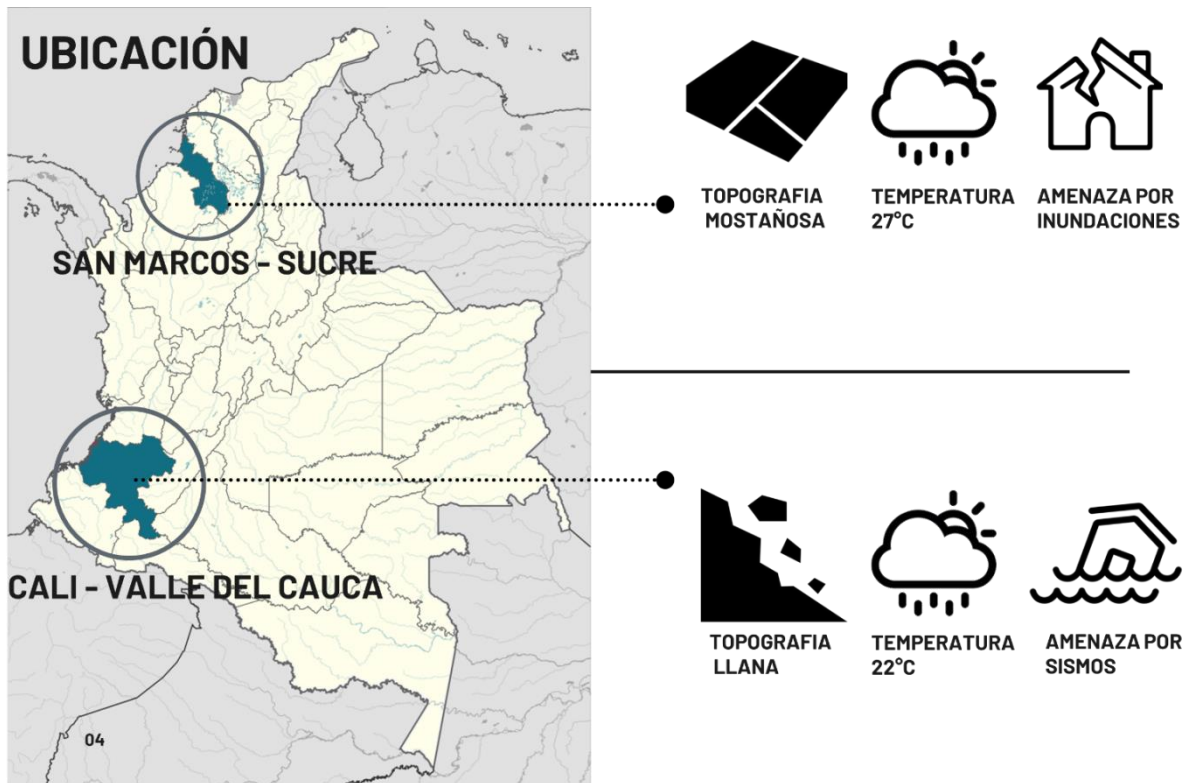 UBICACIÓN
SAN MARCOS - SUCRE
CALI - VALLE DEL CAUCA
04
TOPOGRAFIA
MOSTAÑOSA
TEMPERATURA
27°C
AMENAZA POR
INUNDACIONES
TOPOGRAFIA
LLANA
TEMPERATURA
22°C
AMENAZA POR
SISMOS